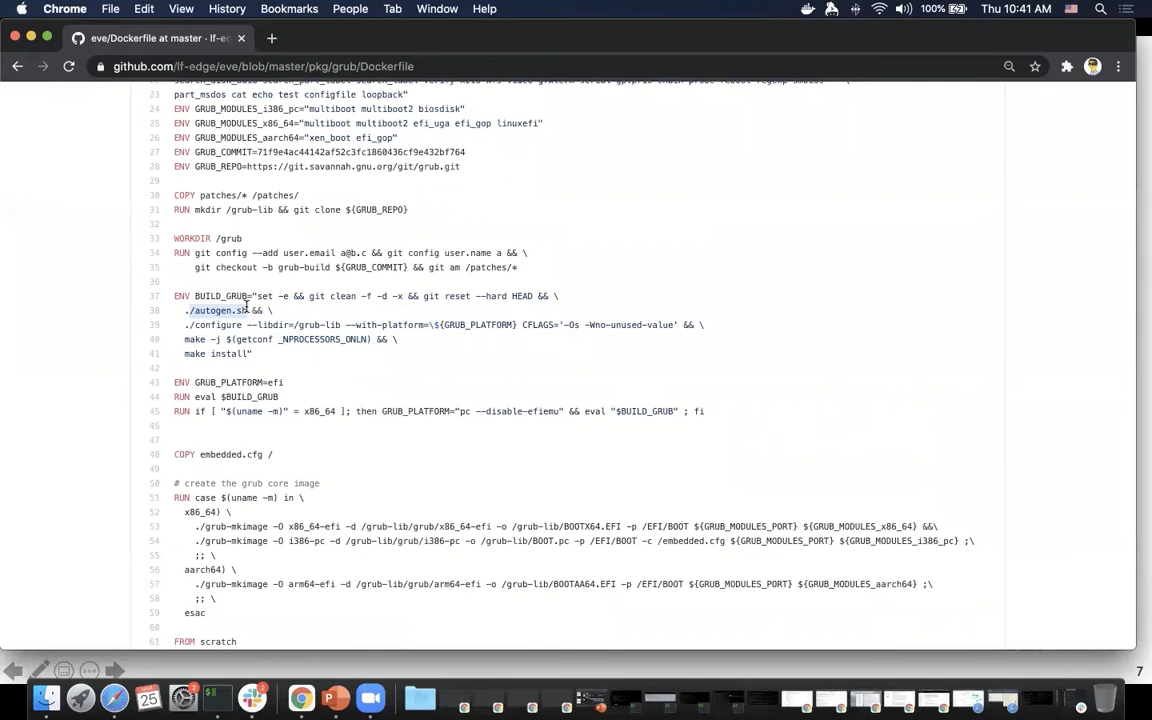 Chrome File Edit View History Bookmarks People Tab Window Help 100% Thu 10:41 AM
eve/Dockerfile at master · lf-ed
github.com/lf-edge/eve/blob/master/pkg/grub/Dockerfile
23 part_msdos cat echo test configfile loopback"
24 ENV GRUB_MODULES_i386_pc="multiboot multiboot2 biosdisk"
25 ENV GRUB_MODULES_x86_64="multiboot multiboot2 efi_uga efi_gop linuxefi"
26 ENV GRUB_MODULES_aarch64="xen_boot efi_gop"
27 ENV GRUB_COMMIT=71f9e4ac44142af52c3fc1860436cf9e432bf764
28 ENV GRUB_REPO=https://git.savannah.gnu.org/git/grub.git
29
30 COPY patches/* /patches/
31 RUN mkdir /grub-lib && git clone ${GRUB_REPO}
32
33 WORKDIR /grub
34 RUN git config --add user.email a@b.c && git config user.name a && \
35 git checkout -b grub-build ${GRUB_COMMIT} && git am /patches/*
36
37 ENV BUILD_GRUB="set -e && git clean -f -d -x && git reset --hard HEAD && \
38 ./autogen.sh && \
39 ./configure --libdir=/grub-lib --with-platform=\${GRUB_PLATFORM} CFLAGS='-Os -Wno-unused-value' && \
40 make -j $(getconf _NPROCESSORS_ONLN) && \
41 make install"
42
43 ENV GRUB_PLATFORM=efi
44 RUN eval $BUILD_GRUB
45 RUN if [ "$(uname -m)" = x86_64 ]; then GRUB_PLATFORM="pc --disable-efiemu" && eval "$BUILD_GRUB" ; fi
46
47
48 COPY embedded.cfg /
49
50 # create the grub core image
51 RUN case $(uname -m) in \
52 x86_64) \
53 ./grub-mkimage -O x86_64-efi -d /grub-lib/grub/x86_64-efi -o /grub-lib/BOOTX64.EFI -p /EFI/BOOT ${GRUB_MODULES_PORT} ${GRUB_MODULES_x86_64} &&\
54 ./grub-mkimage -O i386-pc -d /grub-lib/grub/i386-pc -o /grub-lib/BOOT.pc -p /EFI/BOOT -c /embedded.cfg ${GRUB_MODULES_PORT} ${GRUB_MODULES_i386_pc} ;\
55 ;; \
56 aarch64) \
57 ./grub-mkimage -O arm64-efi -d /grub-lib/grub/arm64-efi -o /grub-lib/BOOTAA64.EFI -p /EFI/BOOT ${GRUB_MODULES_PORT} ${GRUB_MODULES_aarch64} ;\
58 ;; \
59 esac
60
61 FROM scratch
7